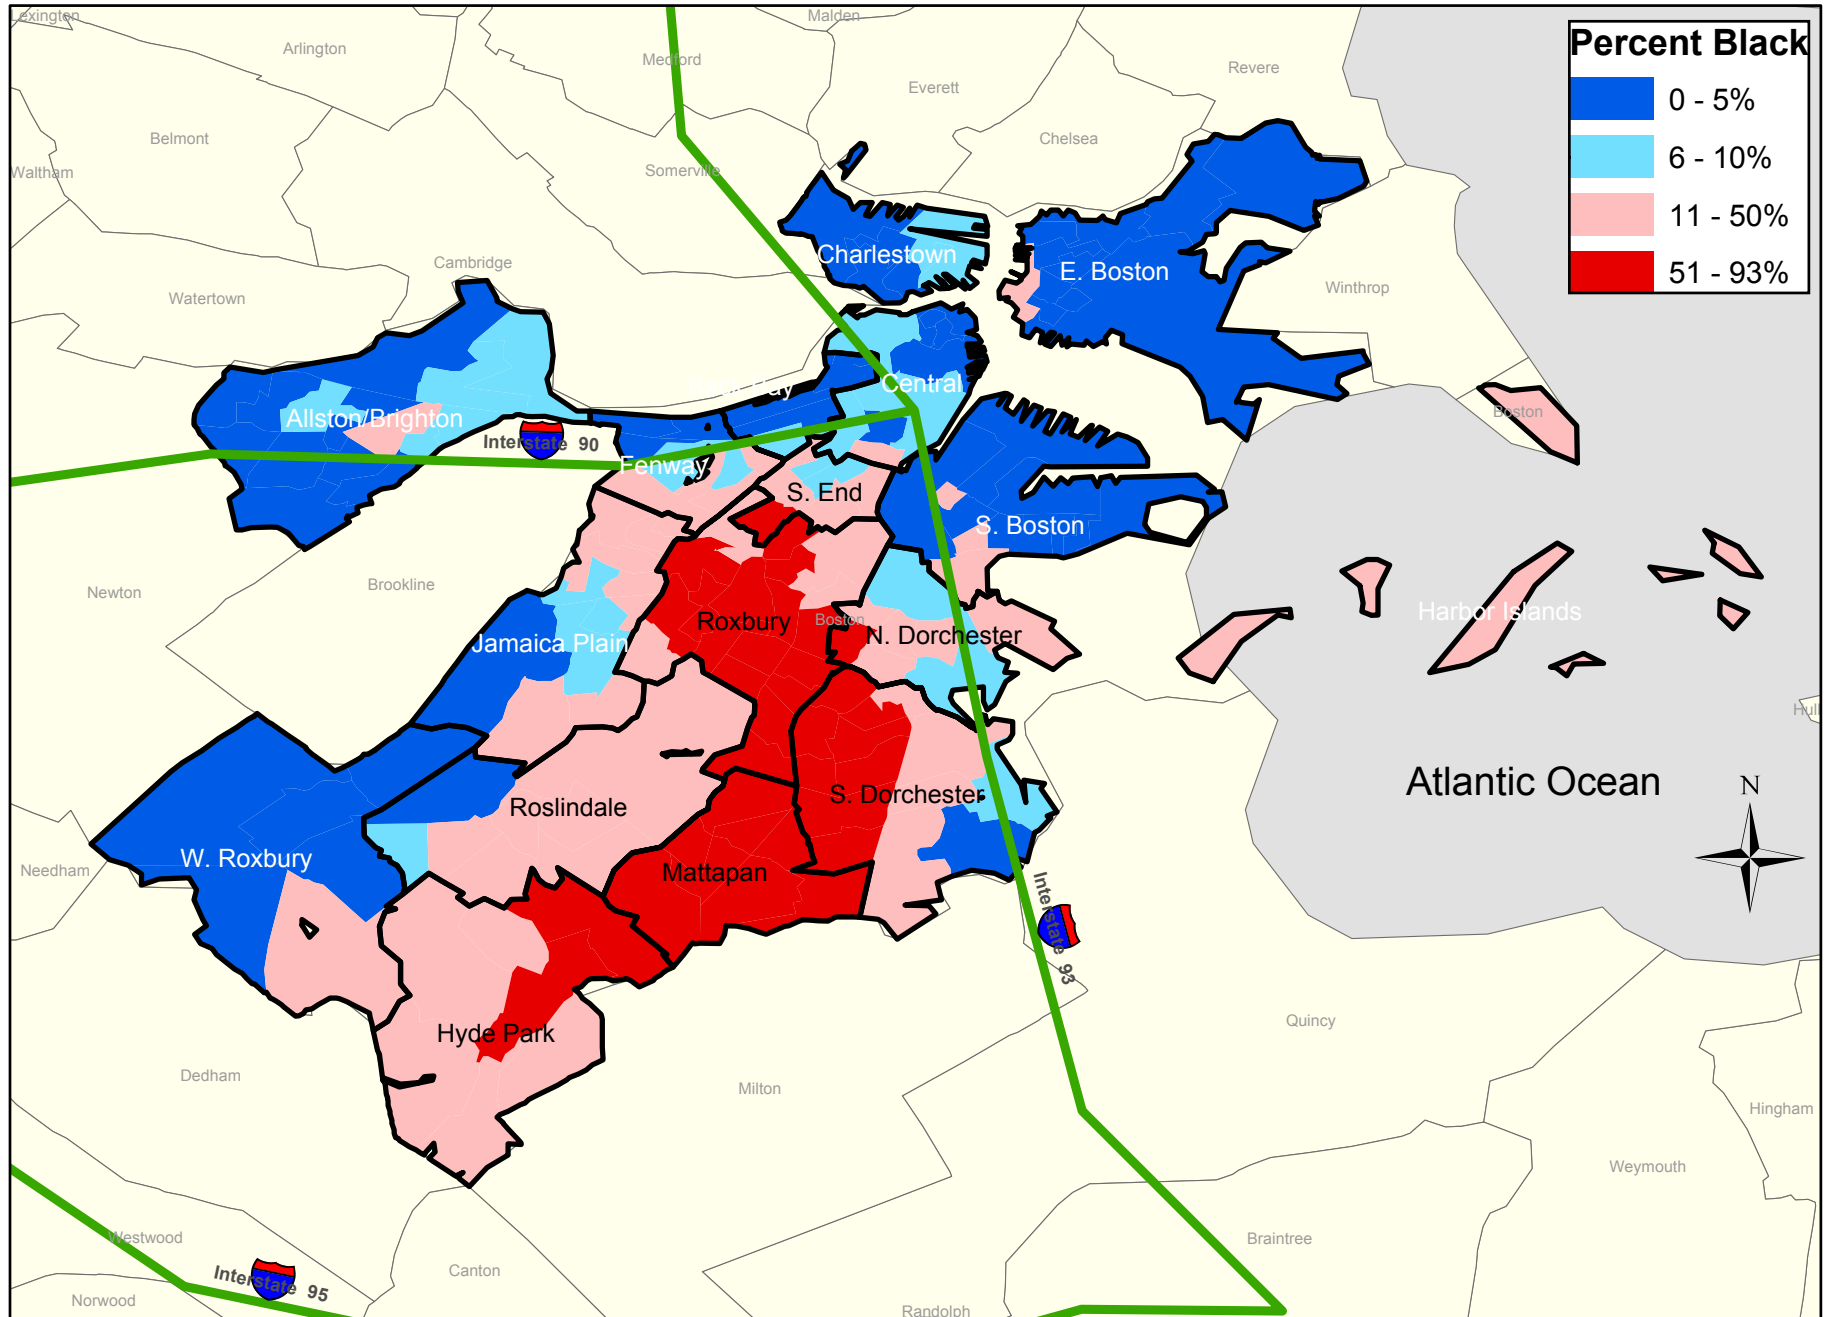 Lexington
Malden
Arlington
Medford
Revere
Everett
Percent Black
0 - 5%
6 - 10%
11 - 50%
51 - 93%
Belmont
Chelsea
Waltham
Somerville
Charlestown
E. Boston
Cambridge
Watertown
Winthrop
Central
Allston/Brighton
Boston
Interstate 90
Fenway
S. End
S. Boston
Newton
Brookline
Harbor Islands
Roxbury
Boston
N. Dorchester
Jamaica Plain
Hull
Atlantic Ocean
N
S. Dorchester
Roslindale
W. Roxbury
Needham
Mattapan
Interstate 93
Hyde Park
Quincy
Dedham
Milton
Hingham
Weymouth
Westwood
Braintree
Canton
Interstate 95
Norwood
Randolph